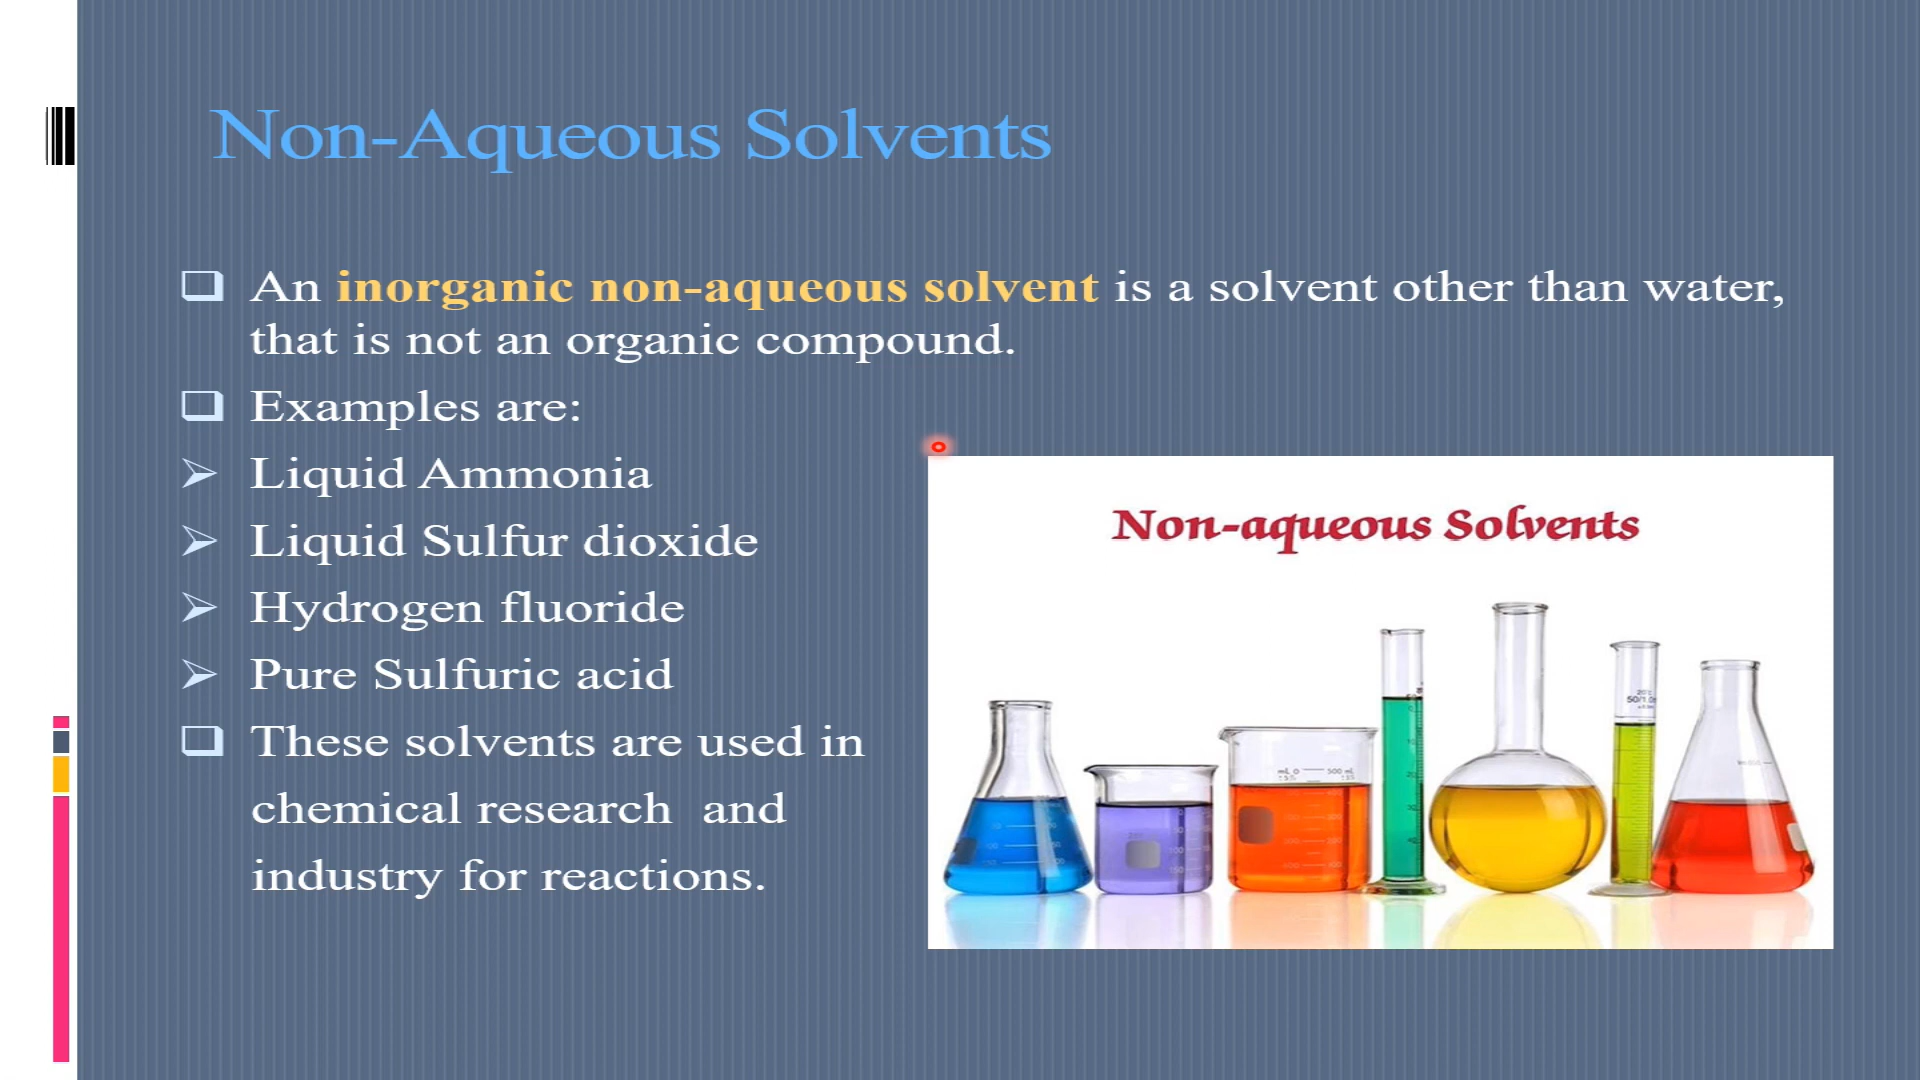 Non-Aqueous Solvents
An inorganic non-aqueous solvent is a solvent other than water,
that is not an organic compound.
Examples are:
Liquid Ammonia
Liquid Sulfur dioxide
Hydrogen fluoride
Pure Sulfuric acid
These solvents are used in
chemical research and
industry for reactions.
Non-aqueous Solvents